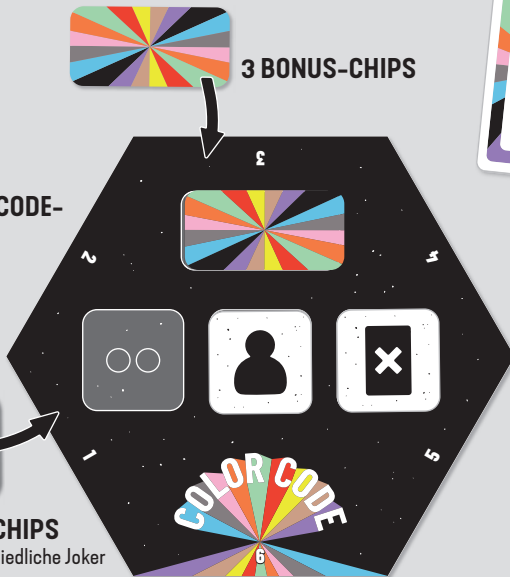 3 BONUS-CHIPS
CODE-
3
2
4
1
5
COLOR CODE
6
CHIPS
iedliche Joker